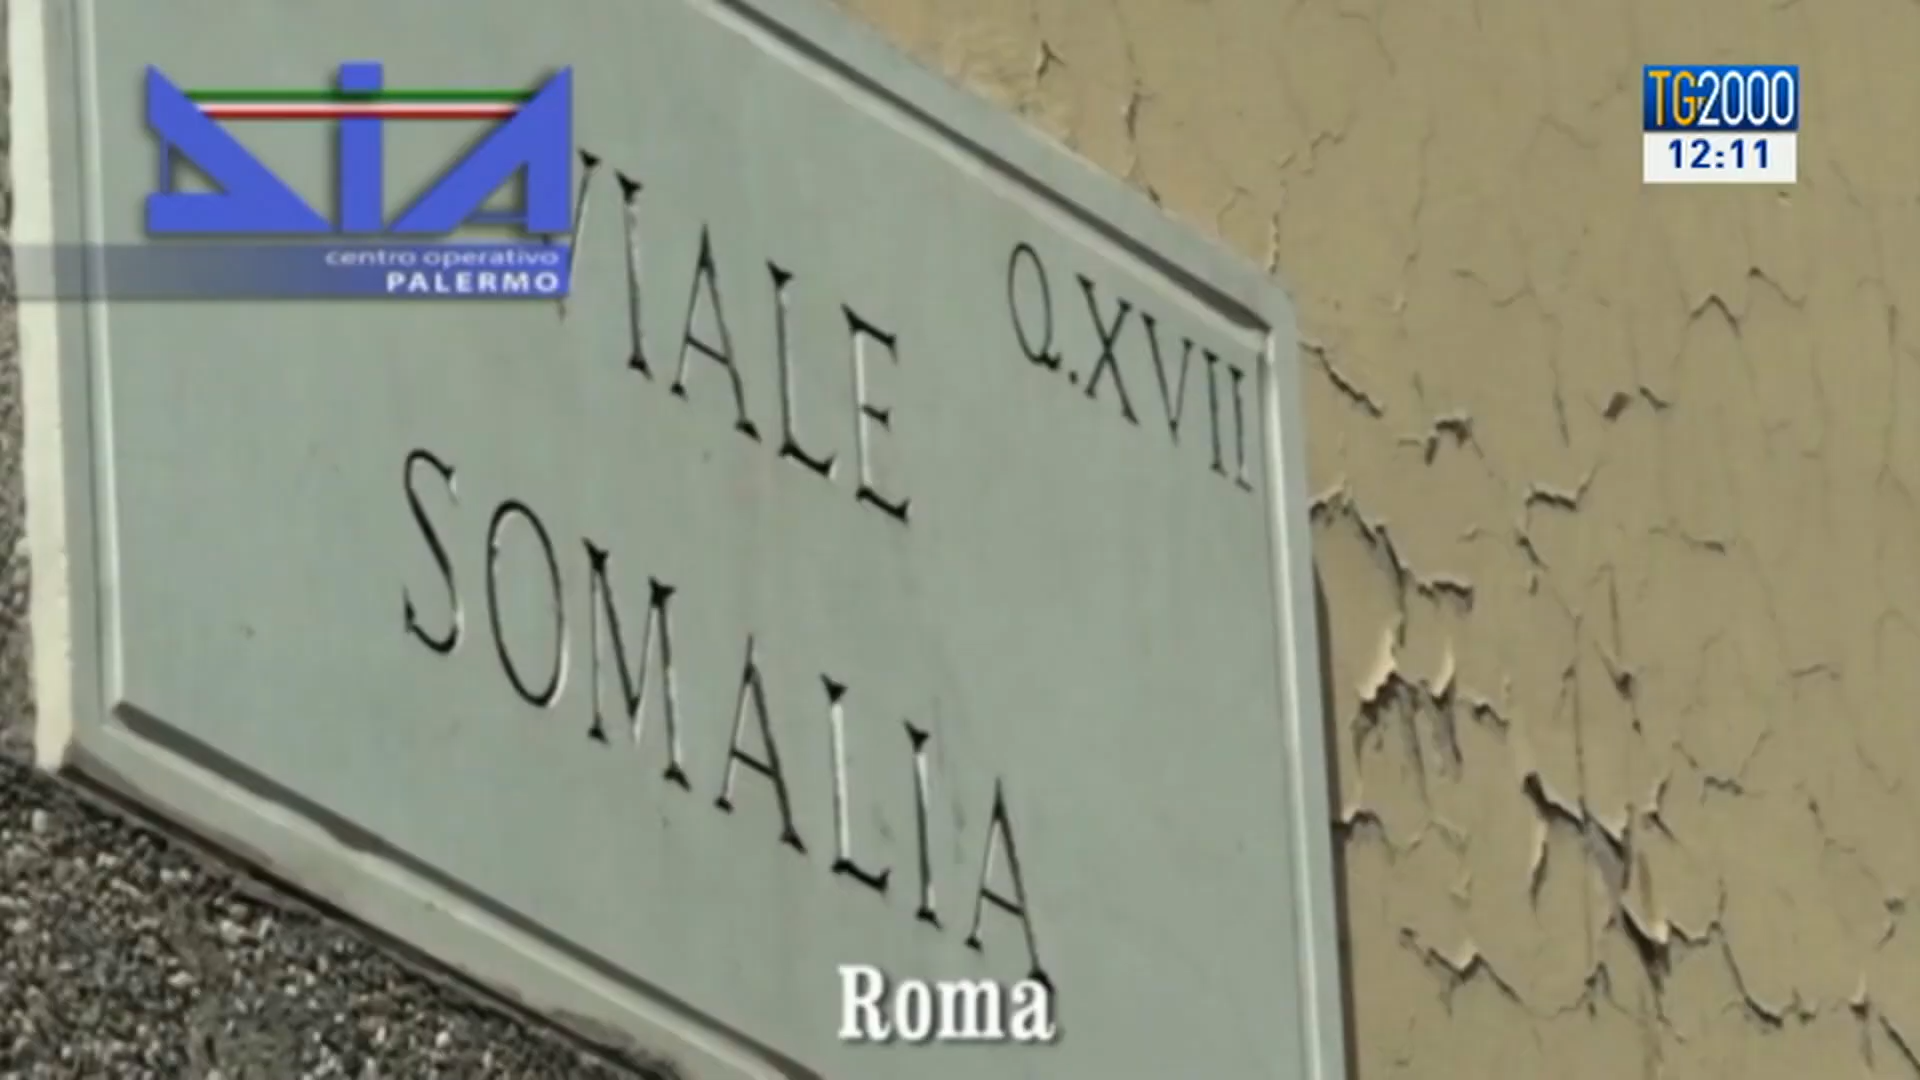 DIA
centro operativo
PALERMO
TG2000
12:11
VIALE
Q.XVII
SOMALIA
Roma